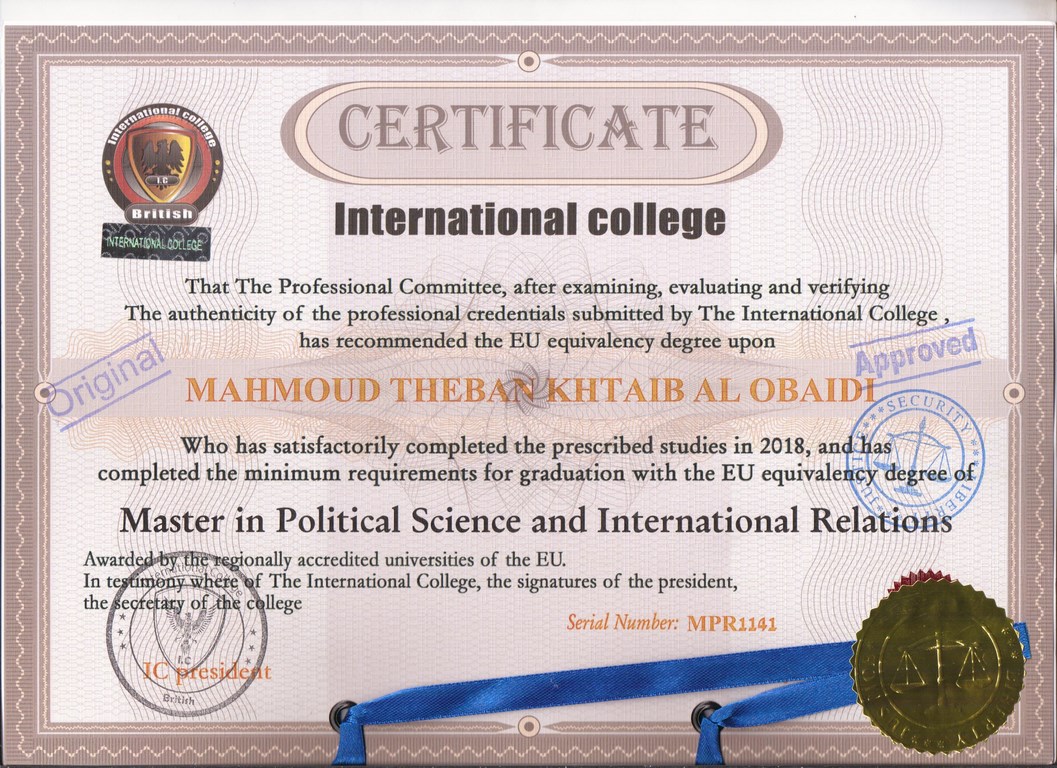 CERTIFICATE
International college
I.C
British
INTERNATIONAL COLLEGE
International college
That The Professional Committee, after examining, evaluating and verifying
The authenticity of the professional credentials submitted by The International College ,
has recommended the EU equivalency degree upon
Original
Approved
MAHMOUD THEBAN KHTAIB AL OBAIDI
SECURITY
JUSTICE
LIBERTY
Who has satisfactorily completed the prescribed studies in 2018, and has
completed the minimum requirements for graduation with the EU equivalency degree of
Master in Political Science and International Relations
Awarded by the regionally accredited universities of the EU.
In testimony where of The International College, the signatures of the president,
the secretary of the college
Serial Number: MPR1141
International College
I.C
British
IC president